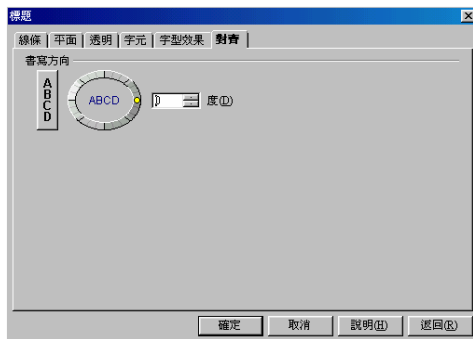 標題
線條 平面 透明 字元 字型效果 對齊
書寫方向
ABCD
ABCD
度(D)
確定 取消 說明(H) 返回(R)